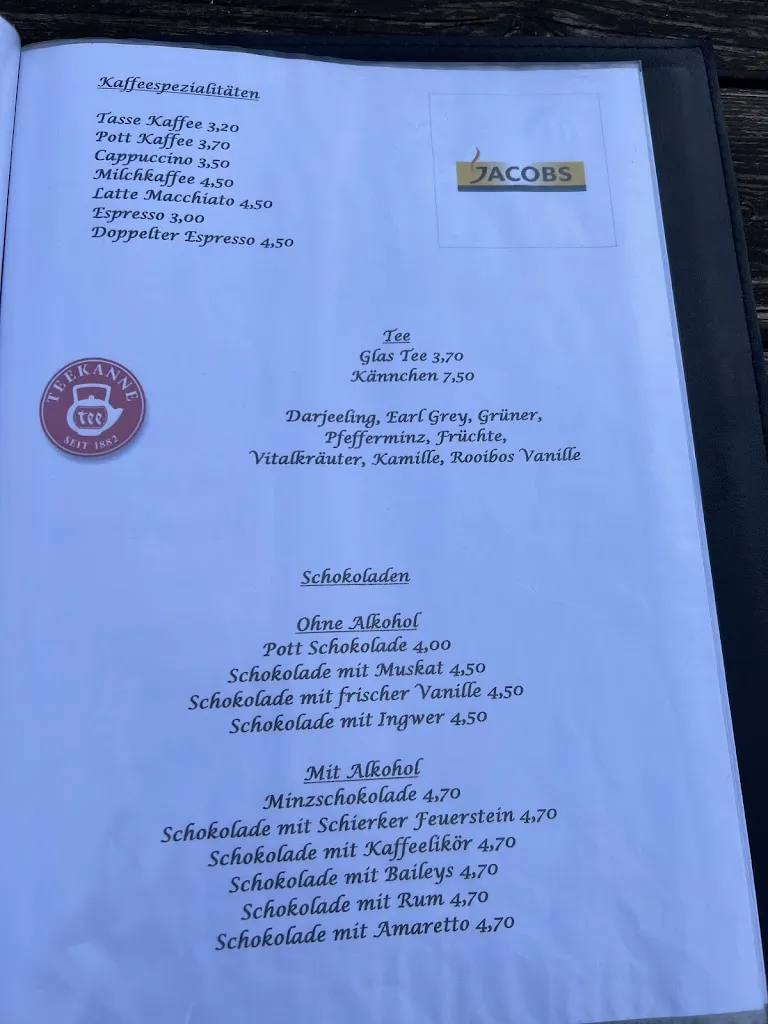 Kaffeespezialitäten
Tasse Kaffee 3,20
Pott Kaffee 3,70
Cappuccino 3,50
Milchkaffee 4,50
Latte Macchiato 4,50
Espresso 3,00
Doppelter Espresso 4,50
JACOBS
Tee
Glas Tee 3,70
Kännchen 7,50
TEEKANNE
tee
SEIT 1882
Darjeeling, Earl Grey, Grüner,
Pfefferminz, Früchte,
Vitalkräuter, Kamille, Rooibos Vanille
Schokoladen
Ohne Alkohol
Pott Schokolade 4,00
Schokolade mit Muskat 4,50
Schokolade mit frischer Vanille 4,50
Schokolade mit Ingwer 4,50
Mit Alkohol
Minzschokolade 4,70
Schokolade mit Schierker Feuerstein 4,70
Schokolade mit Kaffeelikör 4,70
Schokolade mit Baileys 4,70
Schokolade mit Rum 4,70
Schokolade mit Amaretto 4,70